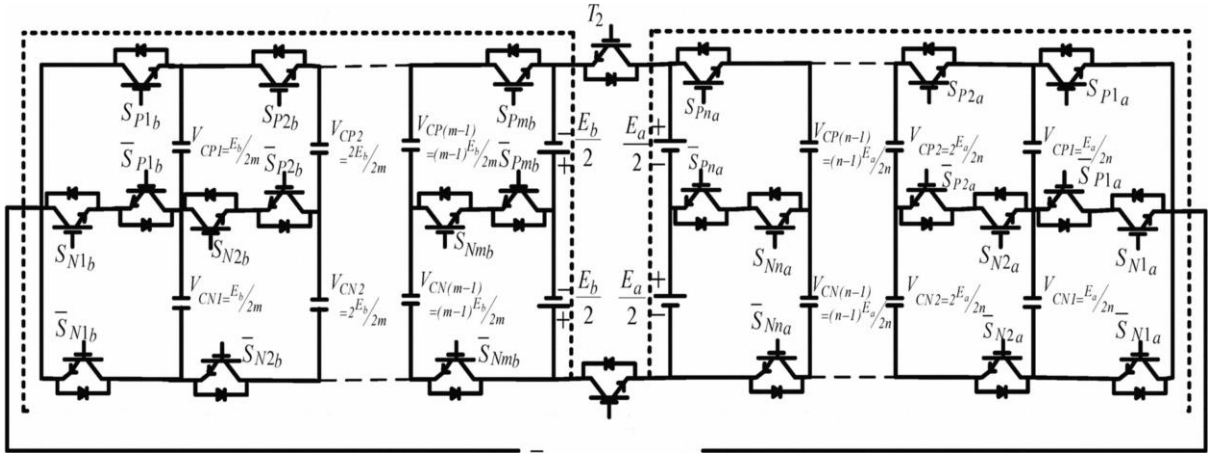 T2
SP1b
SP2b
SPmb
SPna
SP2a
SP1a
VCP1=Eb/2m
VCP2=2Eb/2m
VCP(m-1)=(m-1)Eb/2m
− Eb/2 +
+ Ea/2 −
VCP(n-1)=(n-1)Ea/2n
VCP2=2Ea/2n
VCP1=Ea/2n
S̄P1b
S̄P2b
S̄Pmb
S̄Pna
S̄P2a
S̄P1a
SN1b
SN2b
SNmb
SNna
SN2a
SN1a
VCN1=Eb/2m
VCN2=2Eb/2m
VCN(m-1)=(m-1)Eb/2m
− Eb/2 +
+ Ea/2 −
VCN(n-1)=(n-1)Ea/2n
VCN2=2Ea/2n
VCN1=Ea/2n
S̄N1b
S̄N2b
S̄Nmb
S̄Nna
S̄N2a
S̄N1a